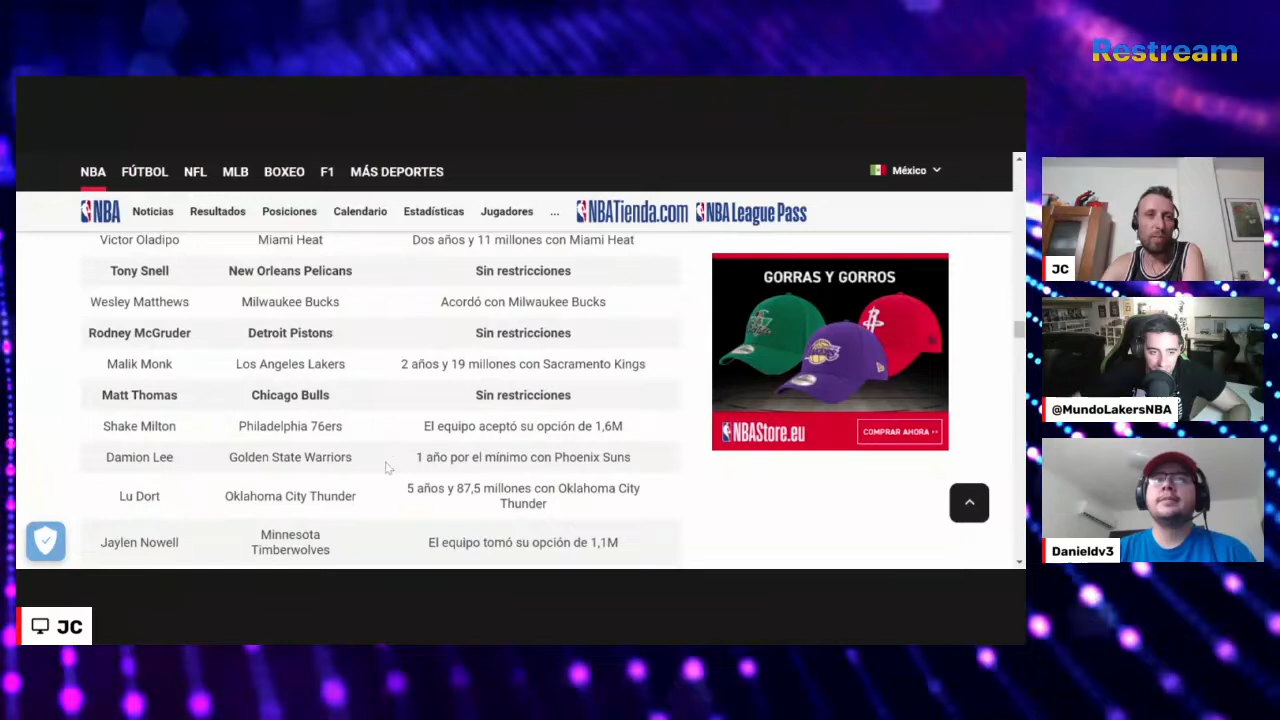 Restream
NBA FÚTBOL NFL MLB BOXEO F1 MÁS DEPORTES México
NBA Noticias Resultados Posiciones Calendario Estadísticas Jugadores ... NBATienda.com NBA League Pass
Victor Oladipo Miami Heat Dos años y 11 millones con Miami Heat
Tony Snell New Orleans Pelicans Sin restricciones
Wesley Matthews Milwaukee Bucks Acordó con Milwaukee Bucks
Rodney McGruder Detroit Pistons Sin restricciones
Malik Monk Los Angeles Lakers 2 años y 19 millones con Sacramento Kings
Matt Thomas Chicago Bulls Sin restricciones
Shake Milton Philadelphia 76ers El equipo aceptó su opción de 1,6M
Damion Lee Golden State Warriors 1 año por el mínimo con Phoenix Suns
Lu Dort Oklahoma City Thunder 5 años y 87,5 millones con Oklahoma City
Thunder
Jaylen Nowell Minnesota
Timberwolves El equipo tomó su opción de 1,1M
GORRAS Y GORROS
NBAStore.eu COMPRAR AHORA
JC
@MundoLakersNBA
Danieldv3
JC